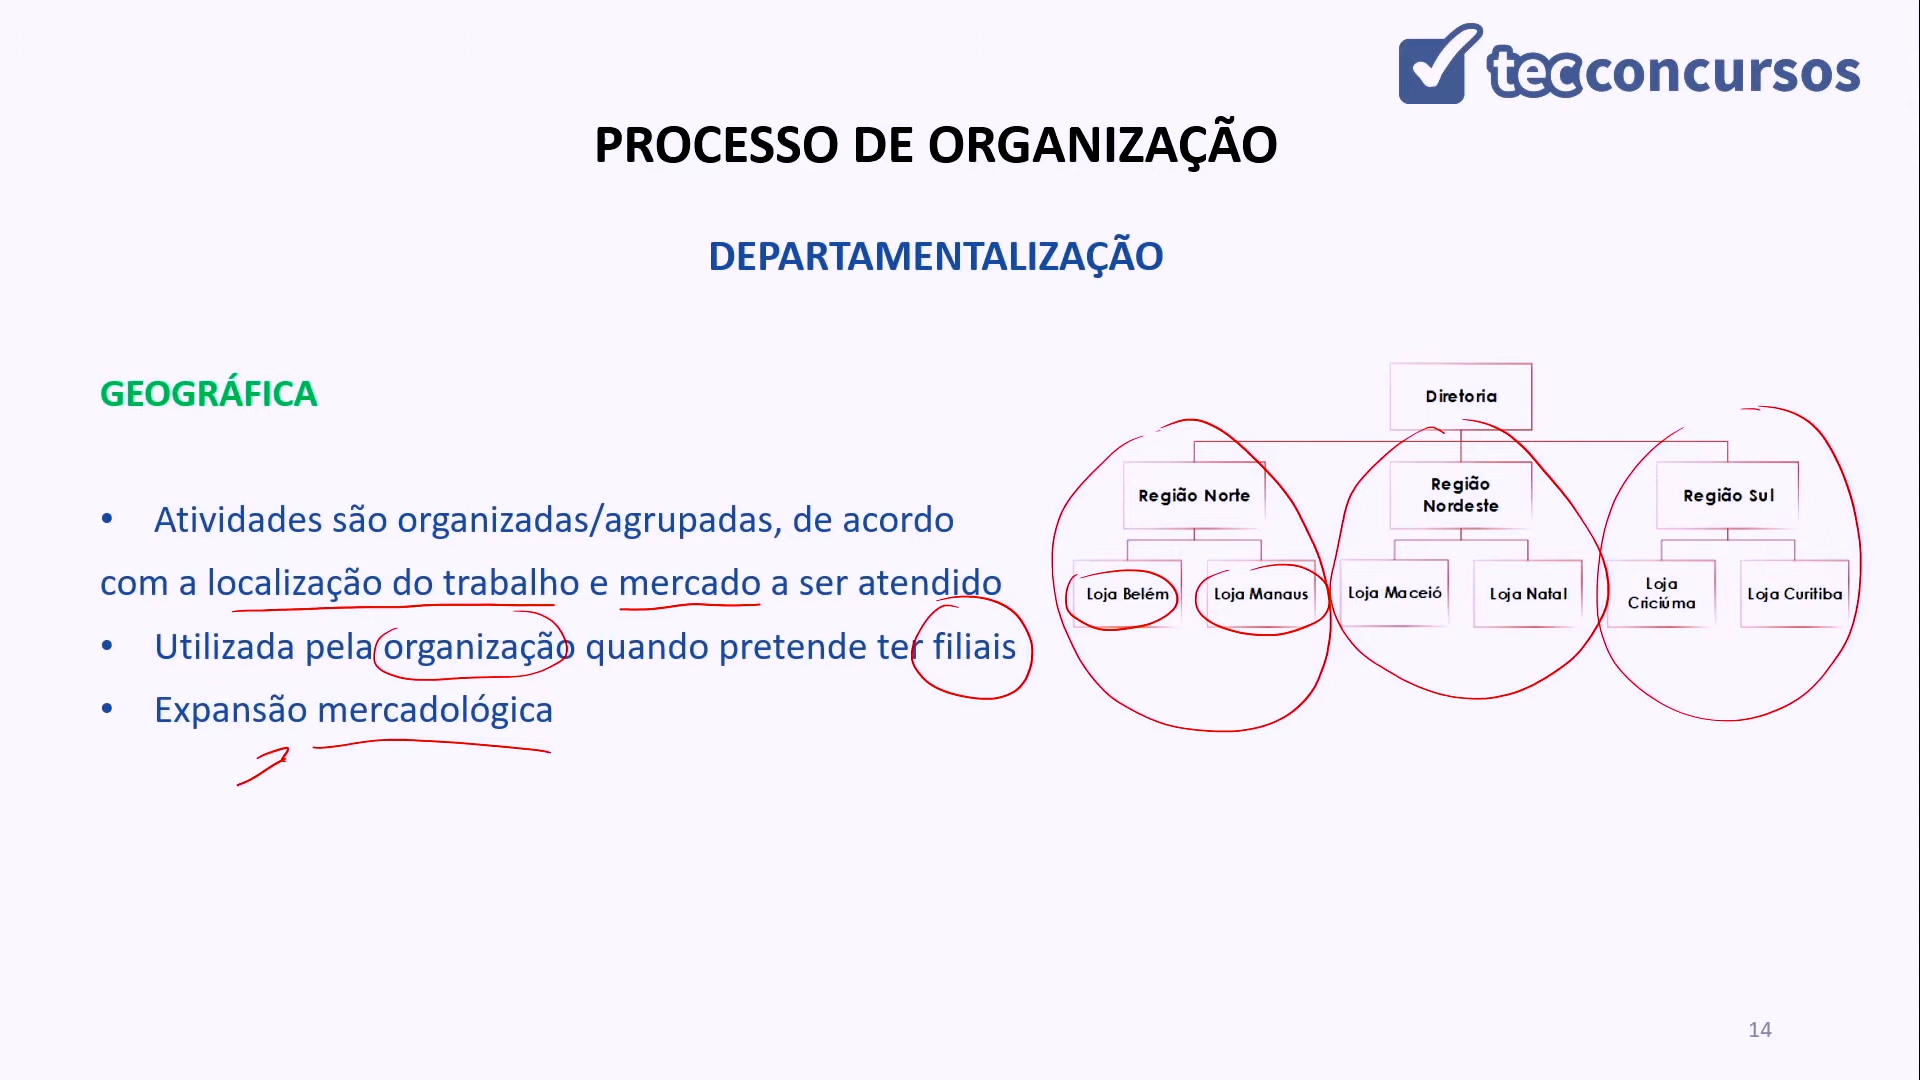 tecconcursos
PROCESSO DE ORGANIZAÇÃO
DEPARTAMENTALIZAÇÃO
GEOGRÁFICA
• Atividades são organizadas/agrupadas, de acordo
com a localização do trabalho e mercado a ser atendido
• Utilizada pela organização quando pretende ter filiais
• Expansão mercadológica
Diretoria
Região Norte
Região
Nordeste
Região Sul
Loja Belém
Loja Manaus
Loja Maceió
Loja Natal
Loja
Criciúma
Loja Curitiba
14